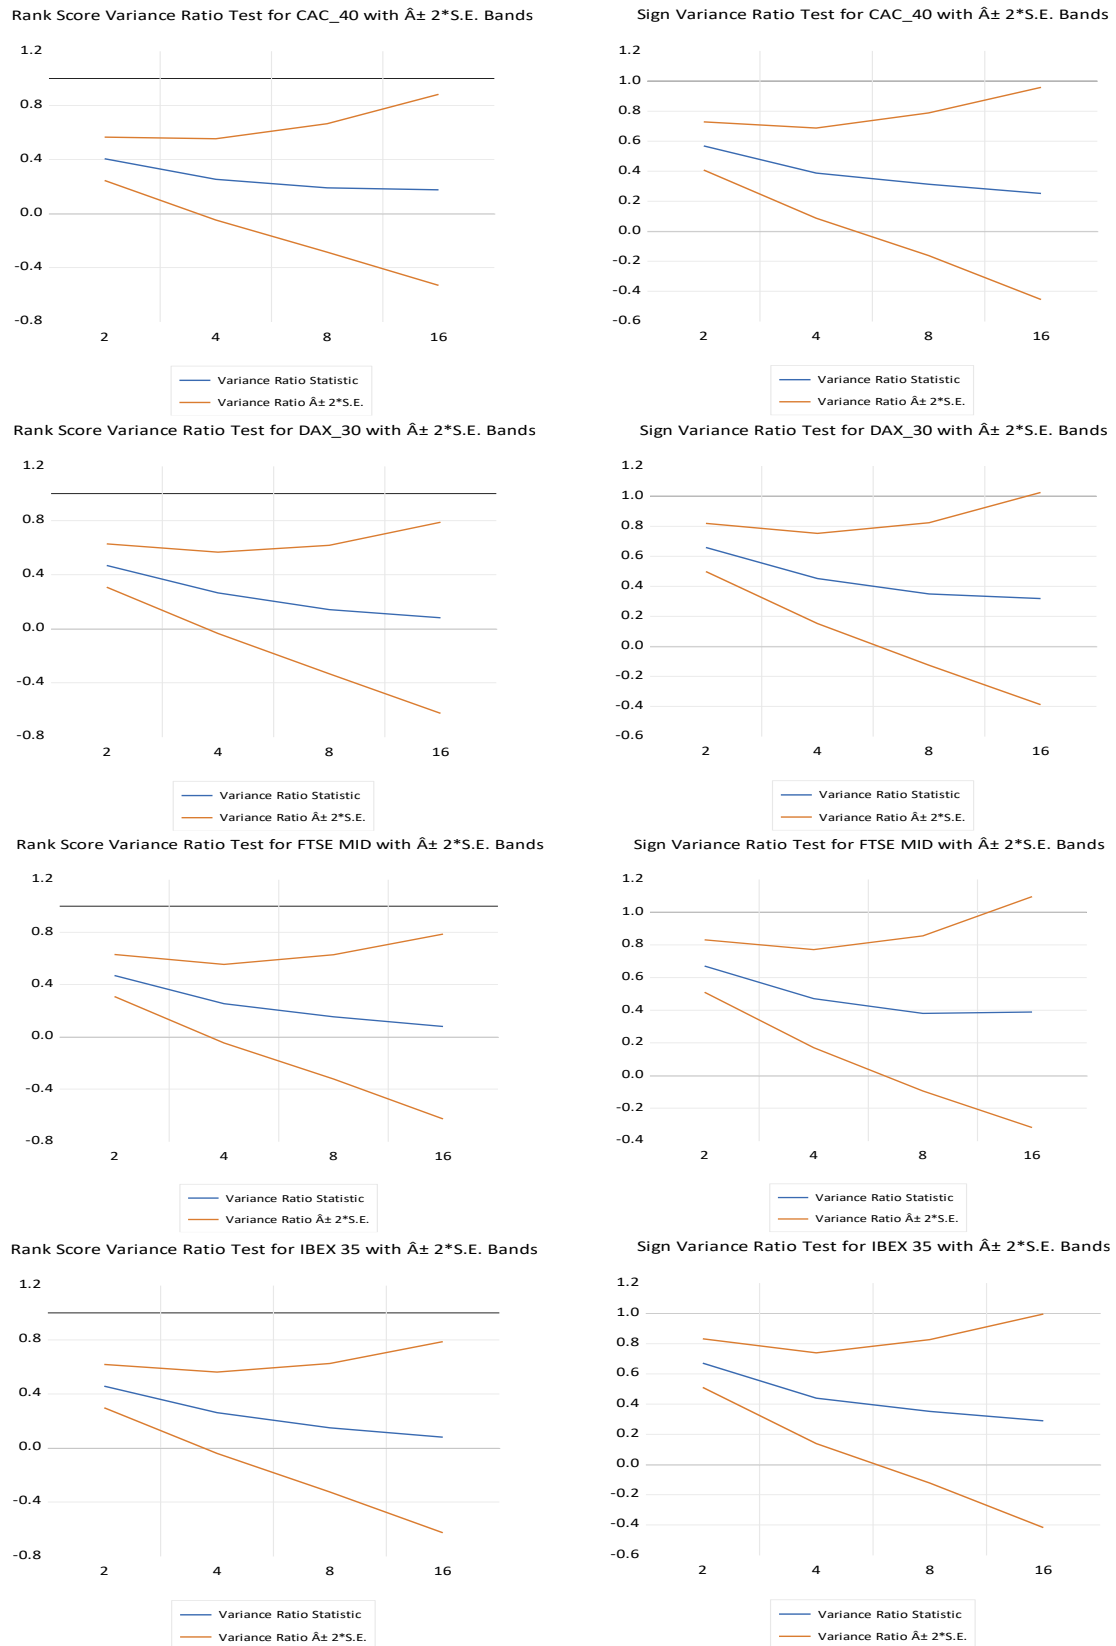 Rank Score Variance Ratio Test for CAC_40 with Â± 2*S.E. Bands
1.2
0.8
0.4
0.0
-0.4
-0.8
2 4 8 16
Variance Ratio Statistic
Variance Ratio Â± 2*S.E.
Sign Variance Ratio Test for CAC_40 with Â± 2*S.E. Bands
1.2
1.0
0.8
0.6
0.4
0.2
0.0
-0.2
-0.4
-0.6
2 4 8 16
Variance Ratio Statistic
Variance Ratio Â± 2*S.E.
Rank Score Variance Ratio Test for DAX_30 with Â± 2*S.E. Bands
1.2
0.8
0.4
0.0
-0.4
-0.8
2 4 8 16
Variance Ratio Statistic
Variance Ratio Â± 2*S.E.
Sign Variance Ratio Test for DAX_30 with Â± 2*S.E. Bands
1.2
1.0
0.8
0.6
0.4
0.2
0.0
-0.2
-0.4
-0.6
2 4 8 16
Variance Ratio Statistic
Variance Ratio Â± 2*S.E.
Rank Score Variance Ratio Test for FTSE MID with Â± 2*S.E. Bands
1.2
0.8
0.4
0.0
-0.4
-0.8
2 4 8 16
Variance Ratio Statistic
Variance Ratio Â± 2*S.E.
Sign Variance Ratio Test for FTSE MID with Â± 2*S.E. Bands
1.2
1.0
0.8
0.6
0.4
0.2
0.0
-0.2
-0.4
2 4 8 16
Variance Ratio Statistic
Variance Ratio Â± 2*S.E.
Rank Score Variance Ratio Test for IBEX 35 with Â± 2*S.E. Bands
1.2
0.8
0.4
0.0
-0.4
-0.8
2 4 8 16
Variance Ratio Statistic
Variance Ratio Â± 2*S.E.
Sign Variance Ratio Test for IBEX 35 with Â± 2*S.E. Bands
1.2
1.0
0.8
0.6
0.4
0.2
0.0
-0.2
-0.4
-0.6
2 4 8 16
Variance Ratio Statistic
Variance Ratio Â± 2*S.E.